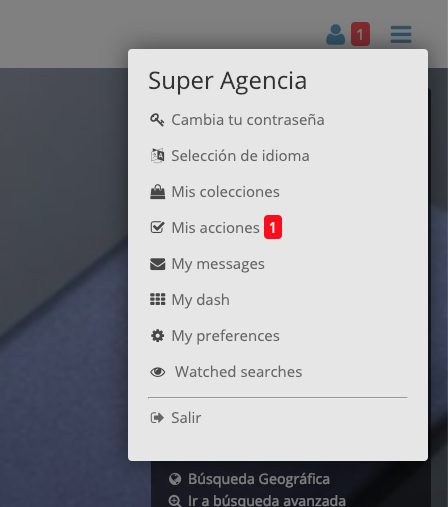 1
Super Agencia
Cambia tu contraseña
Selección de idioma
Mis colecciones
Mis acciones 1
My messages
My dash
My preferences
Watched searches
Salir
Búsqueda Geográfica
Ir a búsqueda avanzada